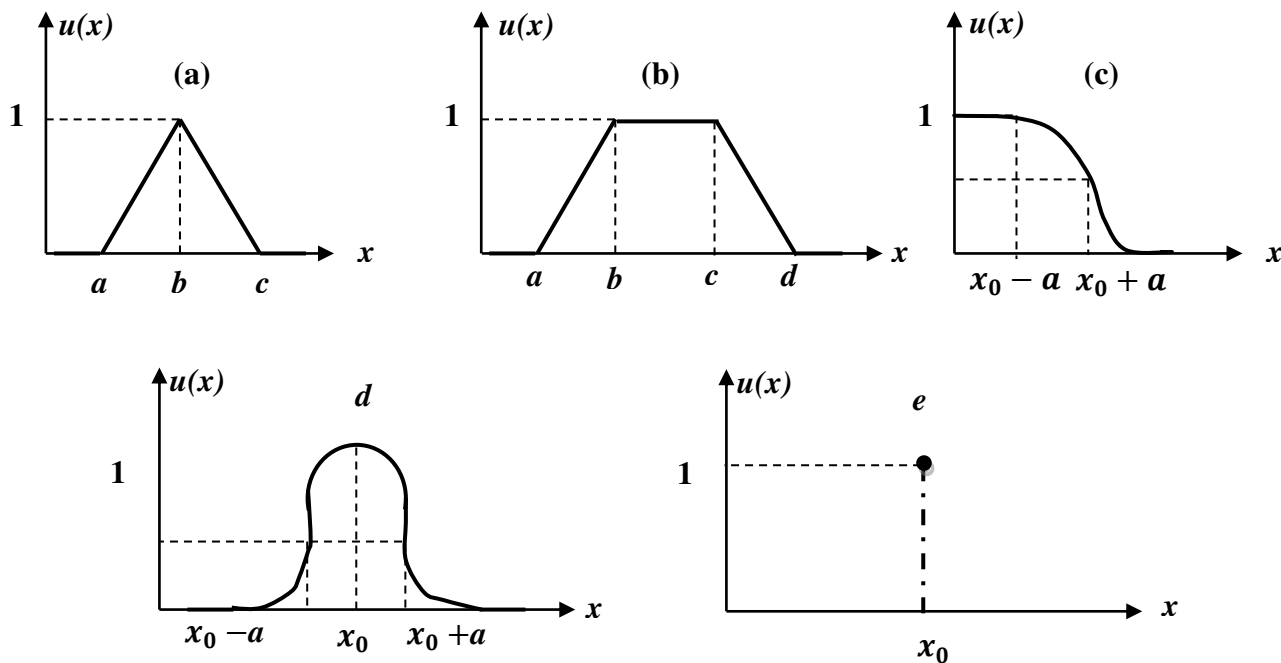 u(x) u(x) u(x)
(a) (b) (c)
1 1 1
x x x
a b c a b c d x₀ − a x₀ + a
u(x) d u(x) e
1 1
x x
x₀ −a x₀ x₀ +a x₀